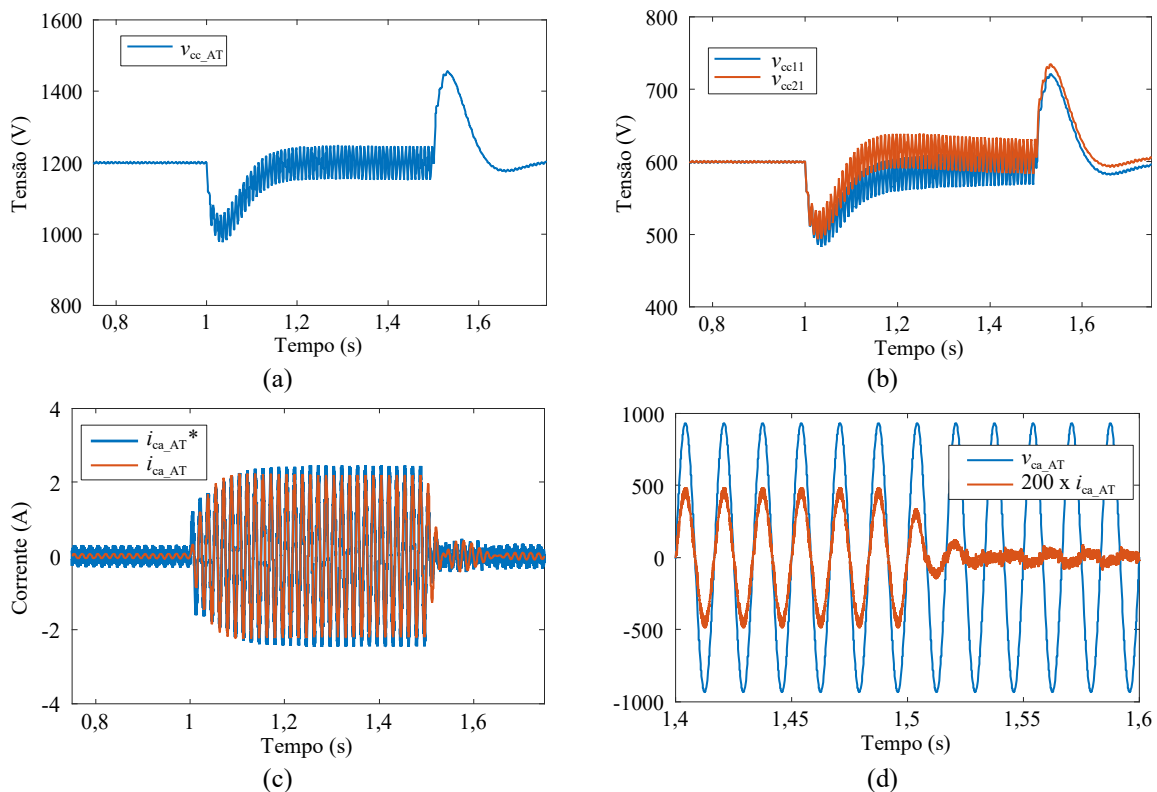 1600
1400
1200
1000
800
Tensão (V)
v_cc_AT
0,8
1
1,2
1,4
1,6
Tempo (s)
(a)
800
700
600
500
400
Tensão (V)
v_cc11
v_cc21
0,8
1
1,2
1,4
1,6
Tempo (s)
(b)
4
2
0
-2
-4
Corrente (A)
i_ca_AT*
i_ca_AT
0,8
1
1,2
1,4
1,6
Tempo (s)
(c)
1000
500
0
-500
-1000
v_ca_AT
200 x i_ca_AT
1,4
1,45
1,5
1,55
1,6
Tempo (s)
(d)